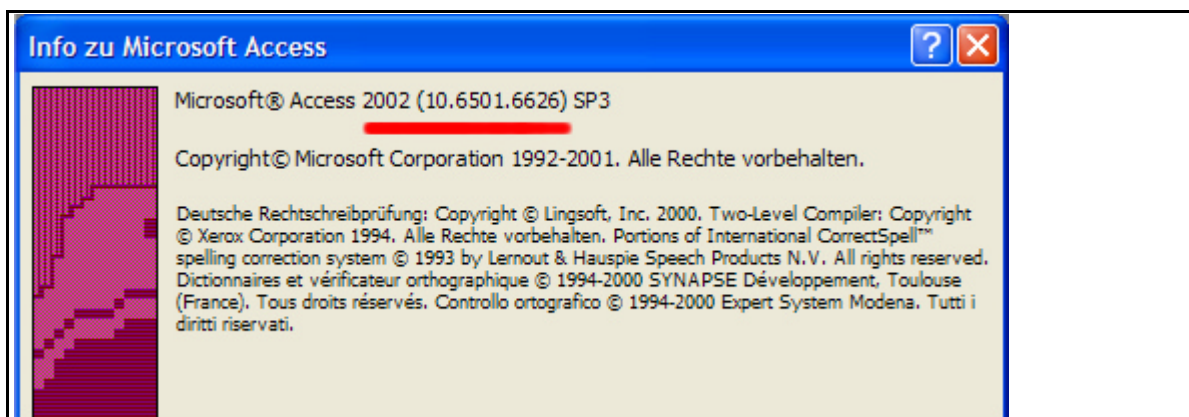 Info zu Microsoft Access
Microsoft® Access 2002 (10.6501.6626) SP3
Copyright© Microsoft Corporation 1992-2001. Alle Rechte vorbehalten.
Deutsche Rechtschreibprüfung: Copyright © Lingsoft, Inc. 2000. Two-Level Compiler: Copyright
© Xerox Corporation 1994. Alle Rechte vorbehalten. Portions of International CorrectSpell™
spelling correction system © 1993 by Lernout & Hauspie Speech Products N.V. All rights reserved.
Dictionnaires et vérificateur orthographique © 1994-2000 SYNAPSE Développement, Toulouse
(France). Tous droits réservés. Controllo ortografico © 1994-2000 Expert System Modena. Tutti i
diritti riservati.